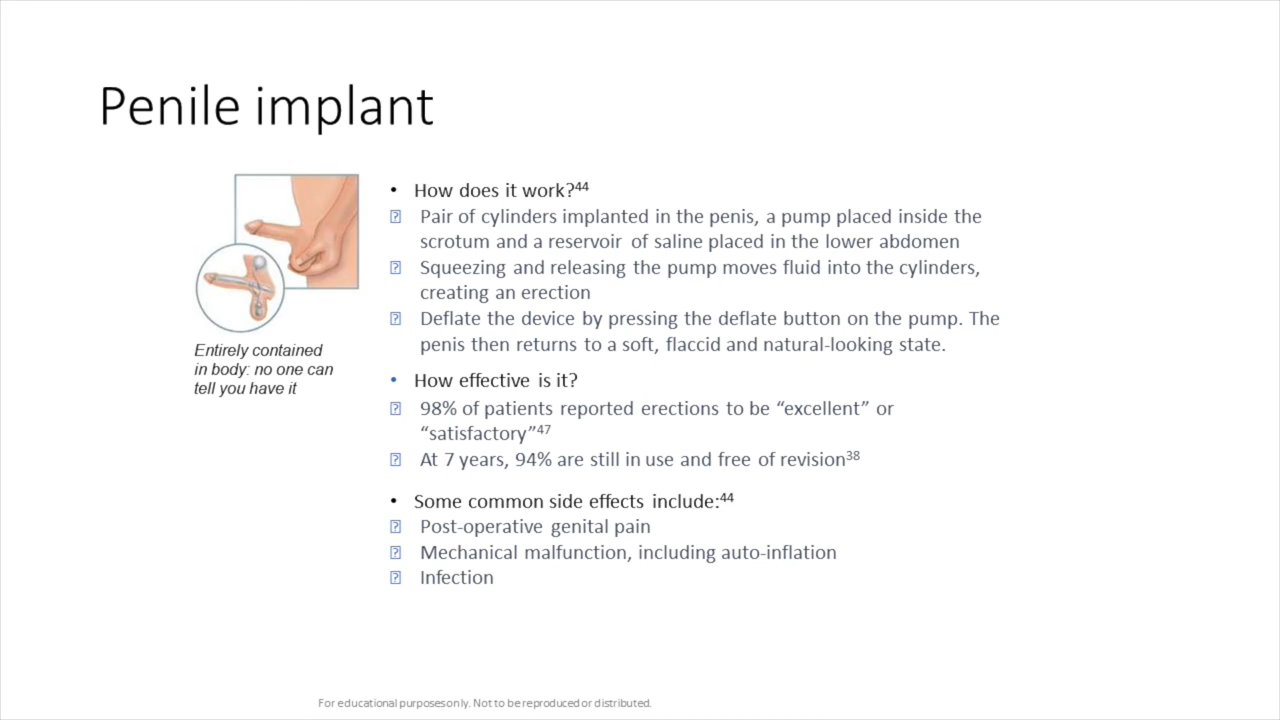 Penile implant
• How does it work?44
Pair of cylinders implanted in the penis, a pump placed inside the
scrotum and a reservoir of saline placed in the lower abdomen
Squeezing and releasing the pump moves fluid into the cylinders,
creating an erection
Deflate the device by pressing the deflate button on the pump. The
penis then returns to a soft, flaccid and natural-looking state.
Entirely contained
in body: no one can
tell you have it
• How effective is it?
98% of patients reported erections to be “excellent” or
“satisfactory”47
At 7 years, 94% are still in use and free of revision38
• Some common side effects include:44
Post-operative genital pain
Mechanical malfunction, including auto-inflation
Infection
For educational purposes only. Not to be reproduced or distributed.